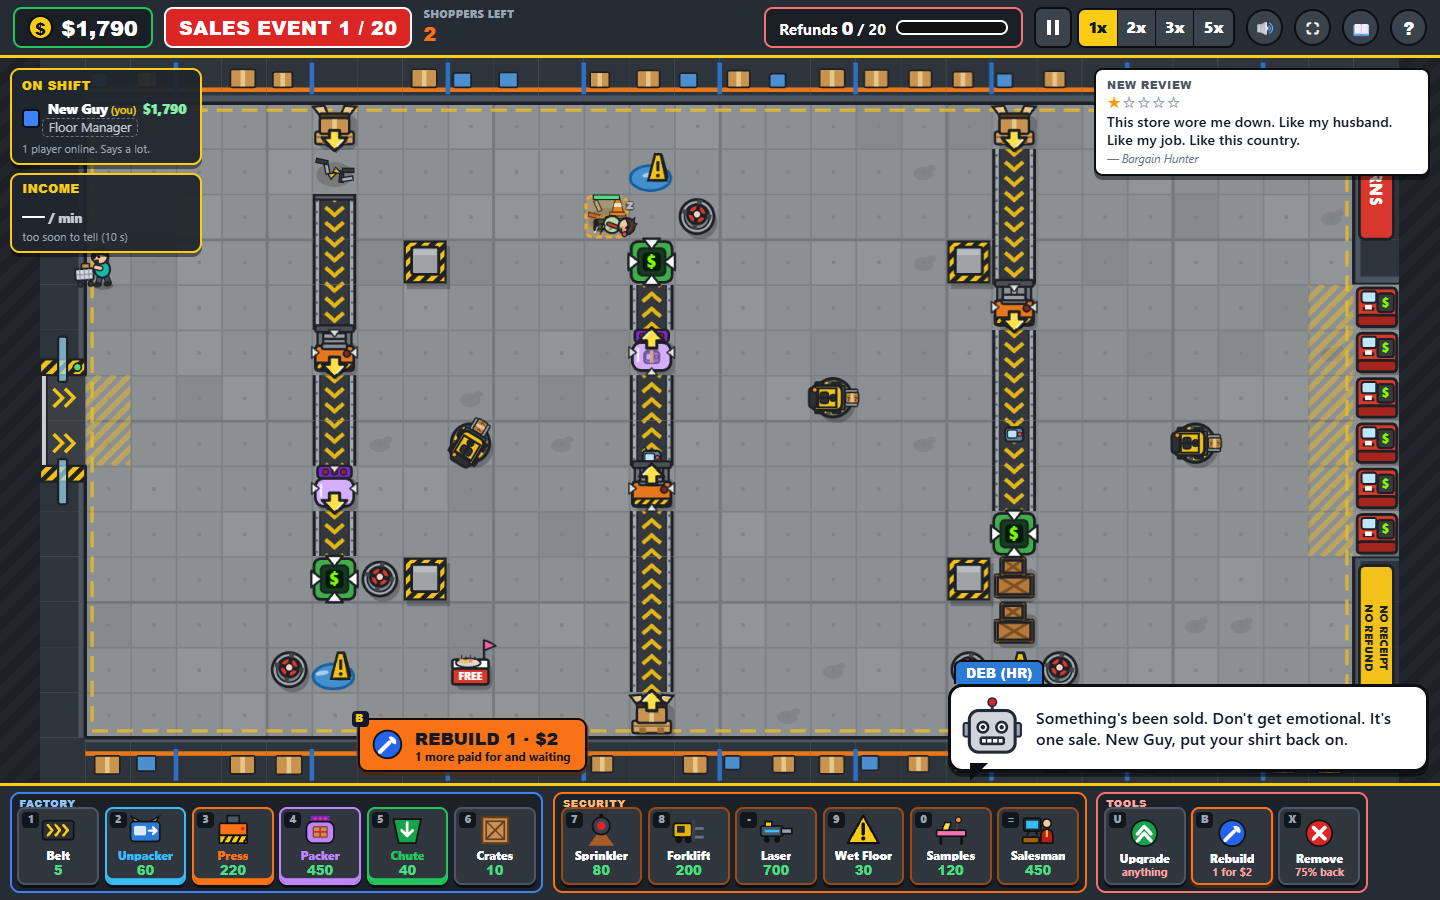 $1,790
SALES EVENT 1 / 20
SHOPPERS LEFT
2
Refunds 0 / 20
1x
2x
3x
5x
?
ON SHIFT
New Guy (you) $1,790
Floor Manager
1 player online. Says a lot.
INCOME
— / min
too soon to tell (10 s)
NEW REVIEW
This store wore me down. Like my husband.
Like my job. Like this country.
— Bargain Hunter
RNS
NO RECEIPT
NO REFUND
FREE
B
REBUILD 1 · $2
1 more paid for and waiting
DEB (HR)
Something's been sold. Don't get emotional. It's
one sale. New Guy, put your shirt back on.
FACTORY
1
Belt
5
2
Unpacker
60
3
Press
220
4
Packer
450
5
Chute
40
6
Crates
10
SECURITY
7
Sprinkler
80
8
Forklift
200
-
Laser
700
9
Wet Floor
30
0
Samples
120
=
Salesman
450
TOOLS
U
Upgrade
anything
B
Rebuild
1 for $2
X
Remove
75% back